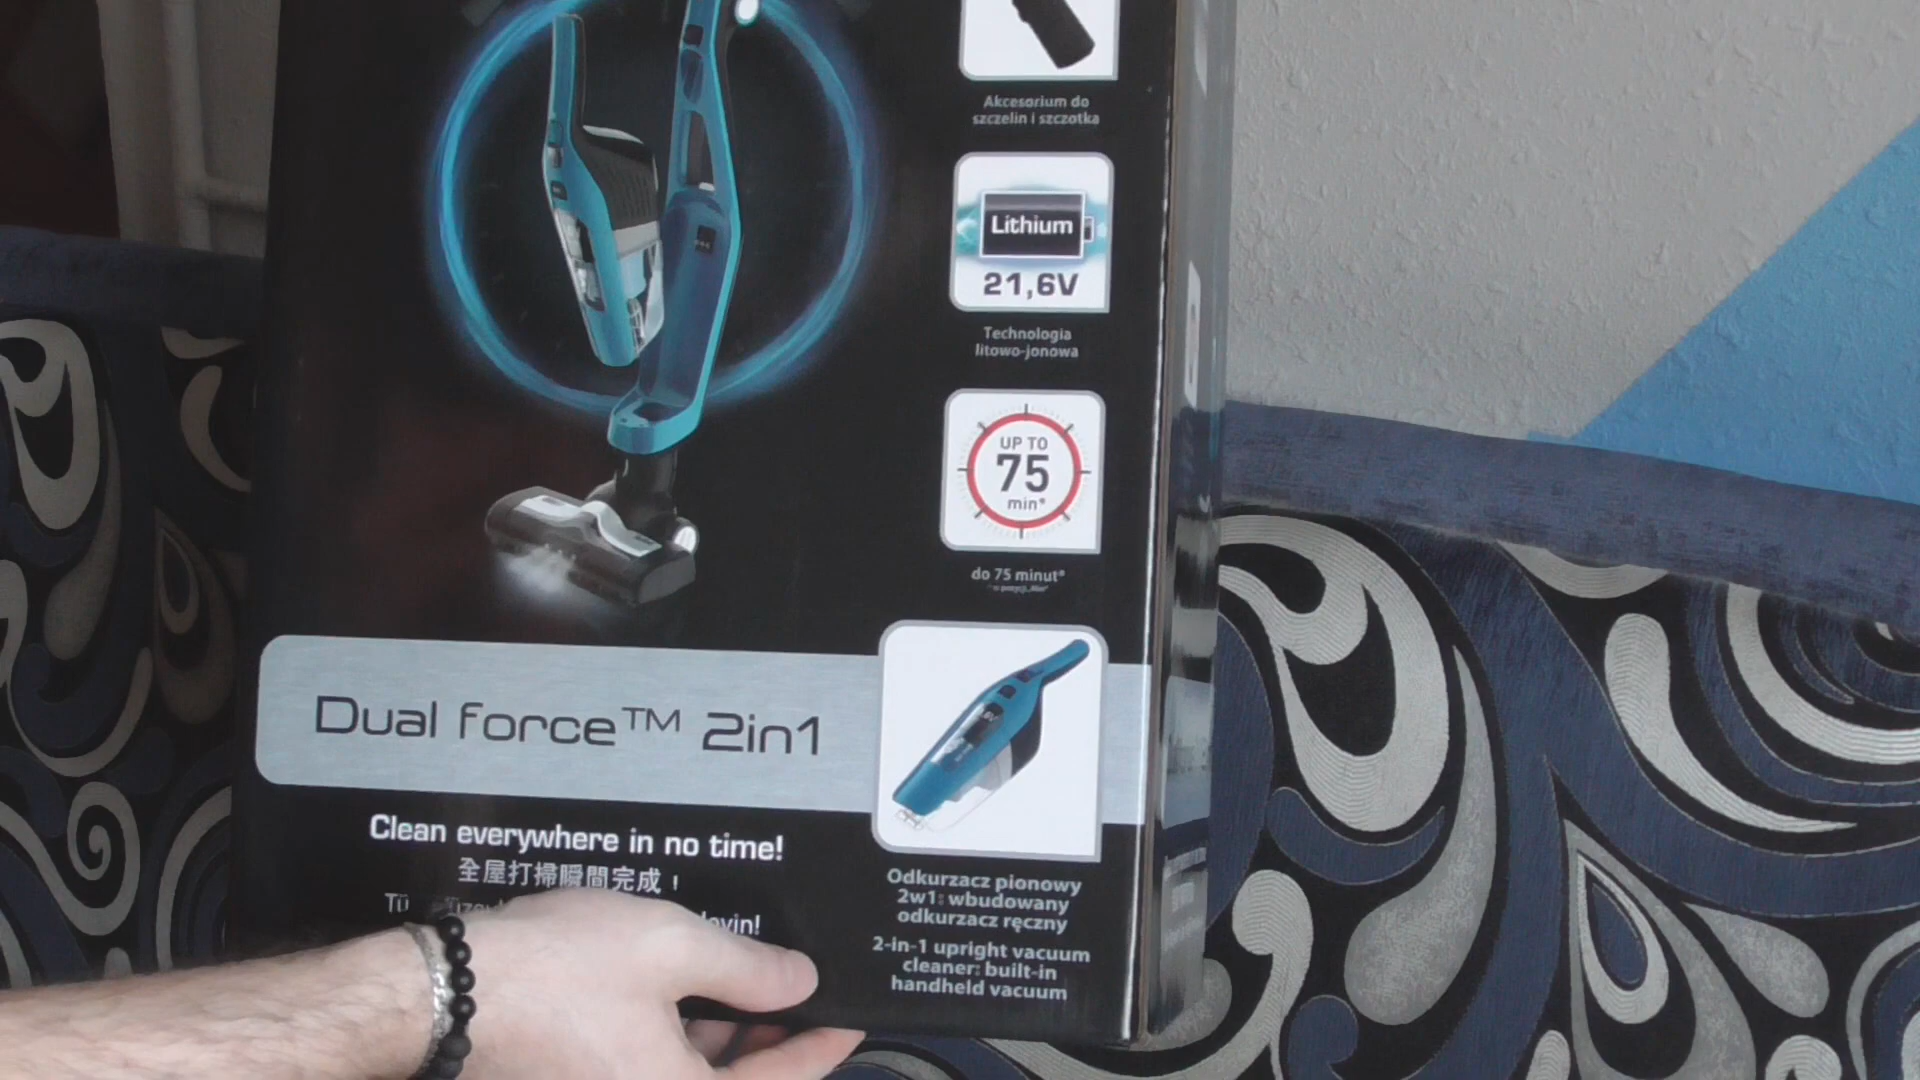 Akcesorium do
szczelin i szczotka
Lithium
21,6V
Technologia
litowo-jonowa
UP TO
75
min*
do 75 minut*
Dual force™ 2in1
Clean everywhere in no time!
全屋打掃瞬間完成！
Odkurzacz pionowy
2w1: wbudowany
odkurzacz ręczny
2-in-1 upright vacuum
cleaner: built-in
handheld vacuum